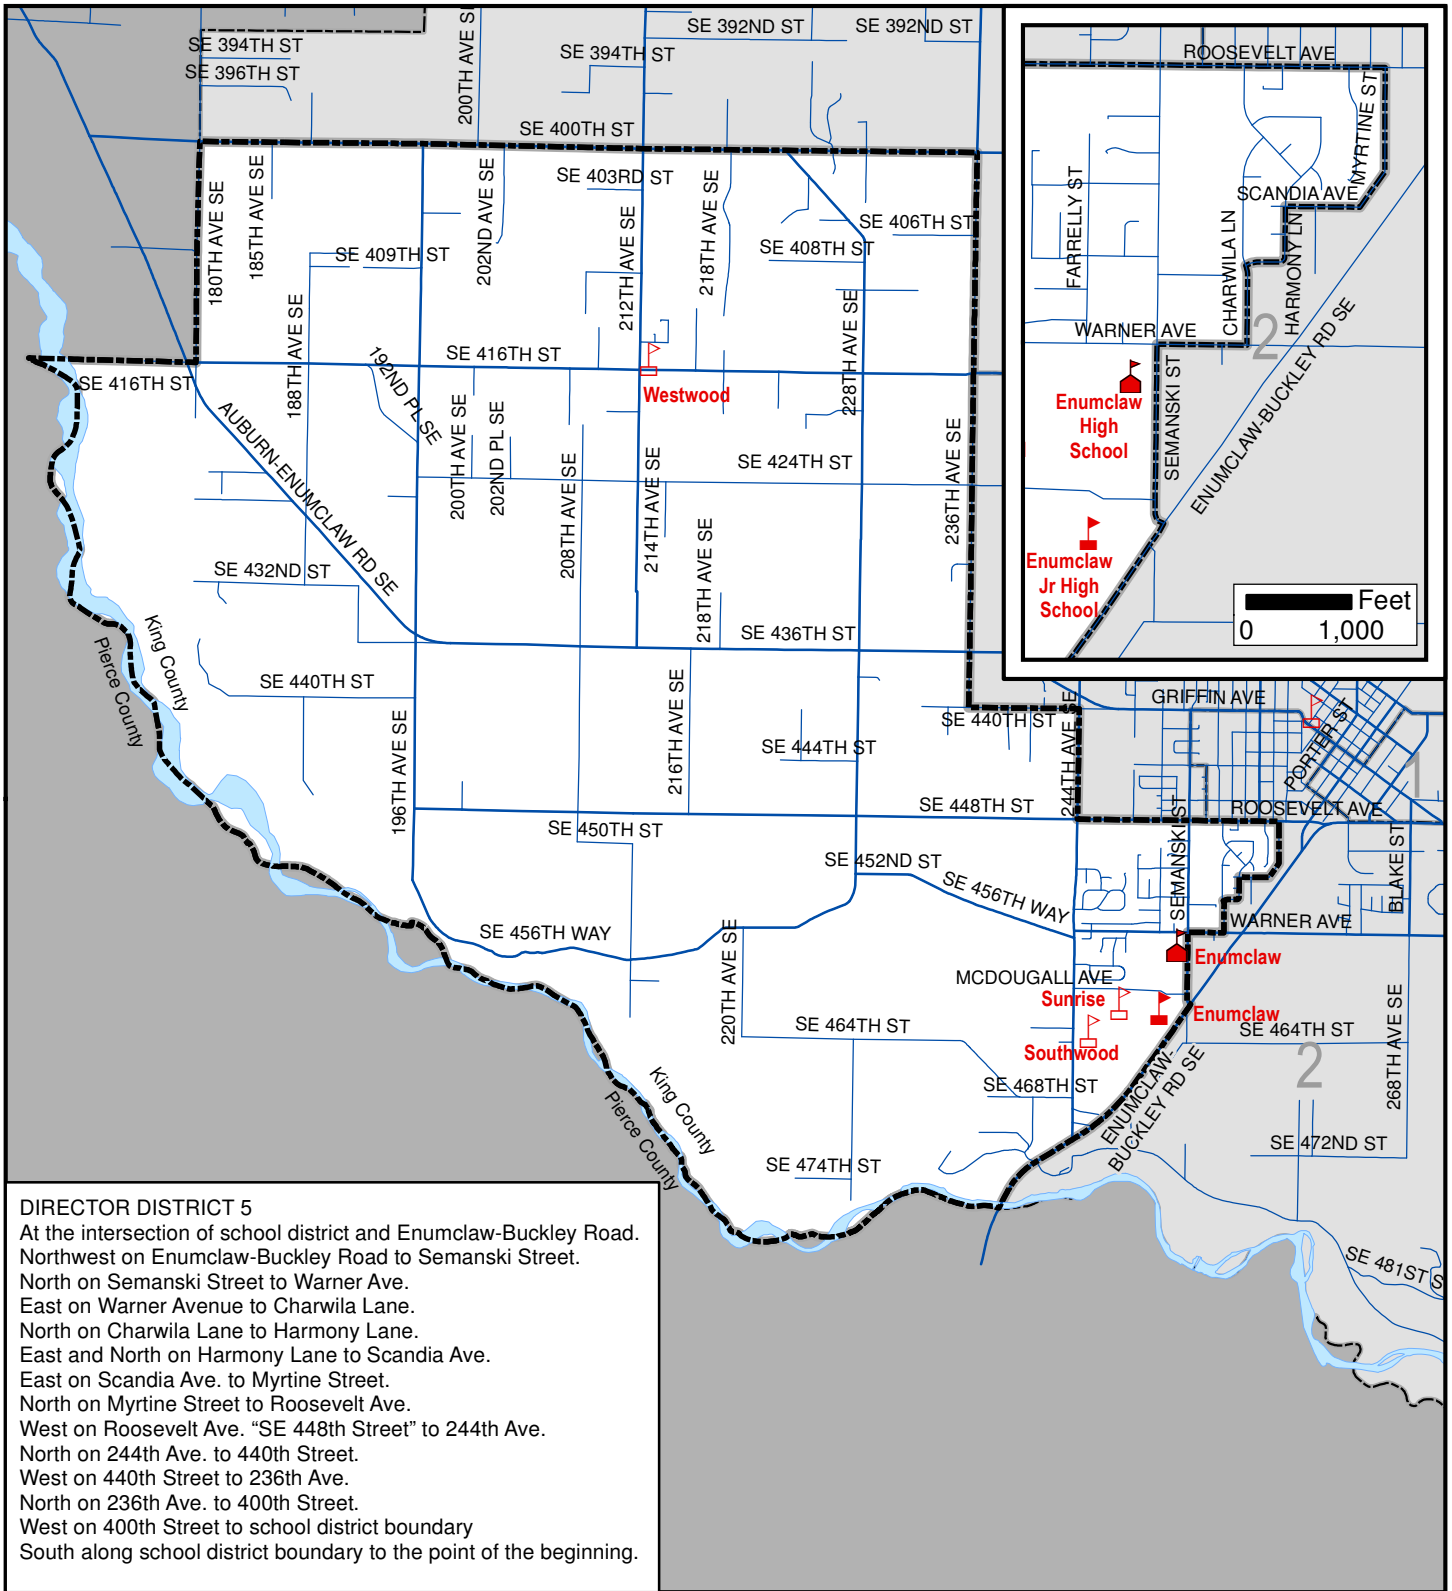 SE 394TH ST
SE 396TH ST
200TH AVE S
SE 394TH ST
SE 392ND ST
SE 392ND ST
SE 400TH ST
180TH AVE SE
185TH AVE SE
SE 409TH ST
188TH AVE SE
202ND AVE SE
SE 403RD ST
212TH AVE SE
218TH AVE SE
SE 406TH ST
SE 408TH ST
228TH AVE SE
SE 416TH ST
SE 416TH ST
192ND PL SE
Westwood
AUBURN-ENUMCLAW RD SE
200TH AVE SE
202ND PL SE
208TH AVE SE
214TH AVE SE
218TH AVE SE
SE 424TH ST
236TH AVE SE
SE 432ND ST
SE 436TH ST
King County
Pierce County
SE 440TH ST
196TH AVE SE
216TH AVE SE
SE 444TH ST
SE 440TH ST
244TH AVE SE
GRIFFIN AVE
PORTER ST
1
SE 448TH ST
ROOSEVELT AVE
SE 450TH ST
SE 452ND ST
SE 456TH WAY
SEMANSKI ST
BLAKE ST
WARNER AVE
SE 456TH WAY
220TH AVE SE
MCDOUGALL AVE
Enumclaw
Sunrise
Enumclaw
Southwood
SE 464TH ST
SE 464TH ST
2
268TH AVE SE
SE 468TH ST
ENUMCLAW-
BUCKLEY RD SE
King County
Pierce County
SE 474TH ST
SE 472ND ST
SE 481ST S
ROOSEVELT AVE
MYRTINE ST
FARRELLY ST
SCANDIA AVE
CHARWILA LN
HARMONY LN
2
WARNER AVE
SEMANSKI ST
ENUMCLAW-BUCKLEY RD SE
Enumclaw
High
School
Enumclaw
Jr High
School
Feet
0 1,000
DIRECTOR DISTRICT 5
At the intersection of school district and Enumclaw-Buckley Road.
Northwest on Enumclaw-Buckley Road to Semanski Street.
North on Semanski Street to Warner Ave.
East on Warner Avenue to Charwila Lane.
North on Charwila Lane to Harmony Lane.
East and North on Harmony Lane to Scandia Ave.
East on Scandia Ave. to Myrtine Street.
North on Myrtine Street to Roosevelt Ave.
West on Roosevelt Ave. “SE 448th Street” to 244th Ave.
North on 244th Ave. to 440th Street.
West on 440th Street to 236th Ave.
North on 236th Ave. to 400th Street.
West on 400th Street to school district boundary
South along school district boundary to the point of the beginning.